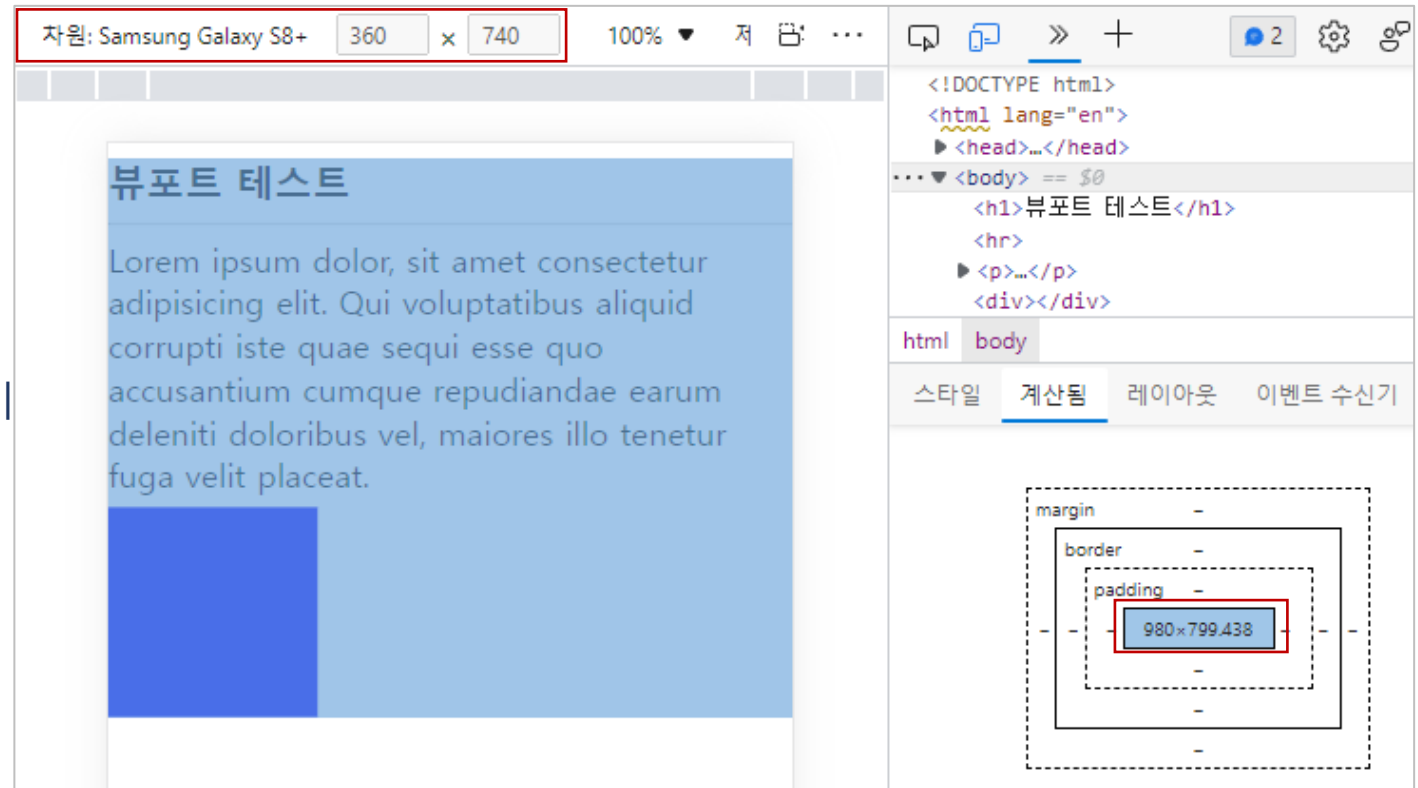 차원: Samsung Galaxy S8+ 360 x 740 100% ▼ 저 ···
2
뷰포트 테스트
Lorem ipsum dolor, sit amet consectetur
adipisicing elit. Qui voluptatibus aliquid
corrupti iste quae sequi esse quo
accusantium cumque repudiandae earum
deleniti doloribus vel, maiores illo tenetur
fuga velit placeat.
<!DOCTYPE html>
<html lang="en">
▶ <head>…</head>
··· ▼ <body> == $0
<h1>뷰포트 테스트</h1>
<hr>
▶ <p>…</p>
<div></div>
html body
스타일 계산됨 레이아웃 이벤트 수신기
margin –
border –
padding –
– – – 980×799.438 – – –
–
–
–